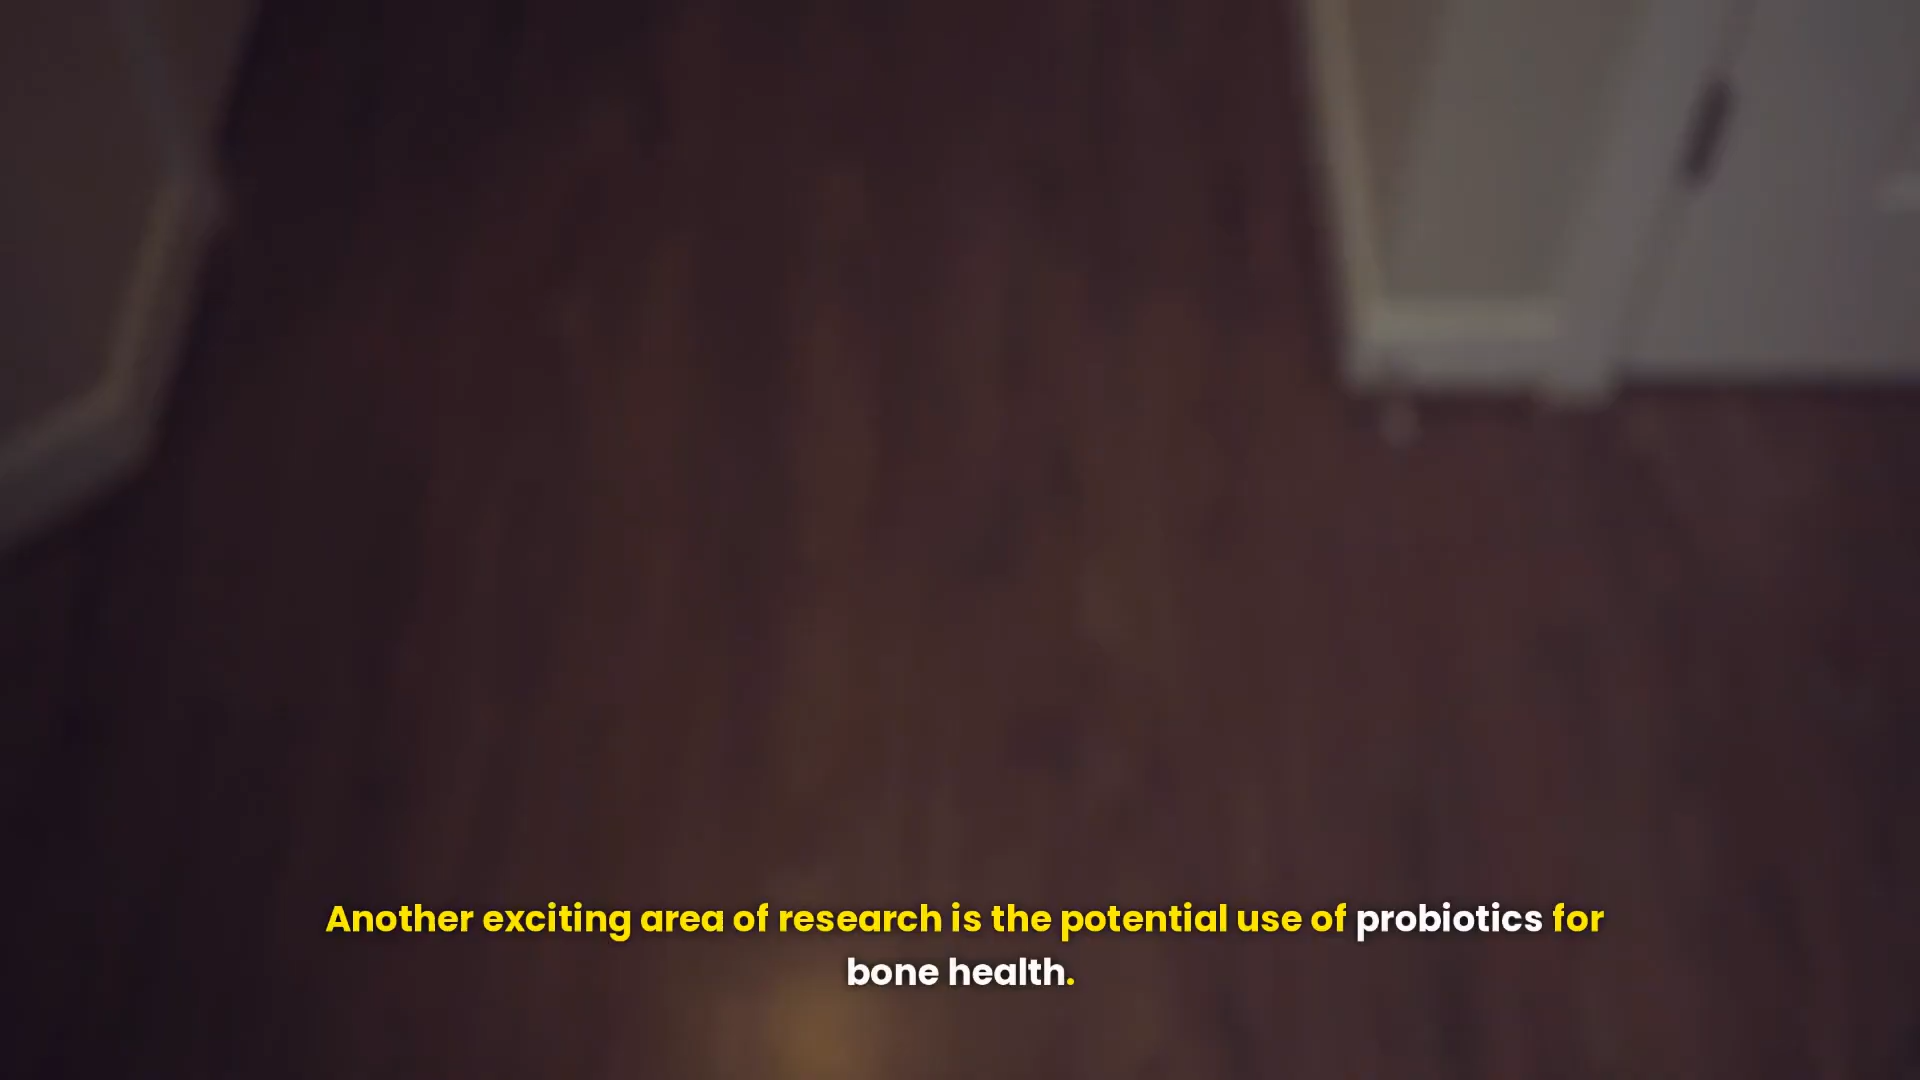 Another exciting area of research is the potential use of probiotics for
bone health.